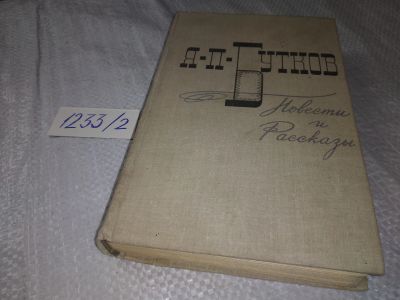 Я·П·БУТКОВ
Повести
и
Рассказы
1233/2